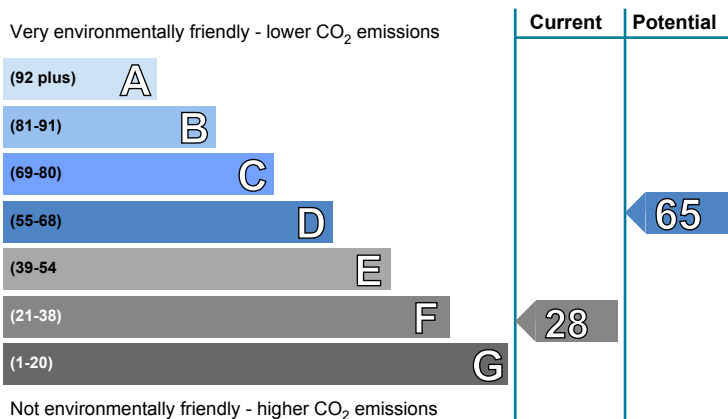 Current Potential
Very environmentally friendly - lower CO2 emissions
(92 plus) A
(81-91) B
(69-80) C
(55-68) D
65
(39-54 E
(21-38) F
28
(1-20) G
Not environmentally friendly - higher CO2 emissions